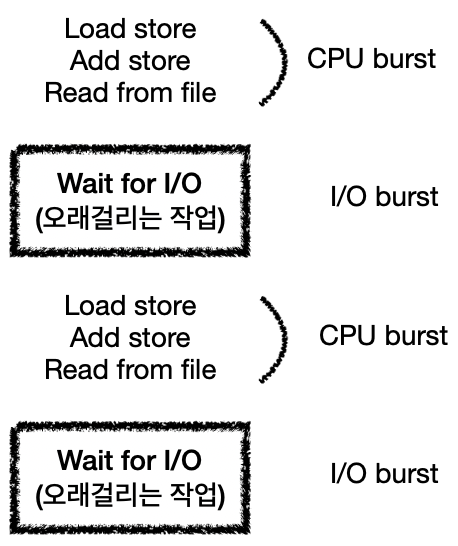 Load store
Add store
Read from file
CPU burst
Wait for I/O
(오래걸리는 작업)
I/O burst
Load store
Add store
Read from file
CPU burst
Wait for I/O
(오래걸리는 작업)
I/O burst